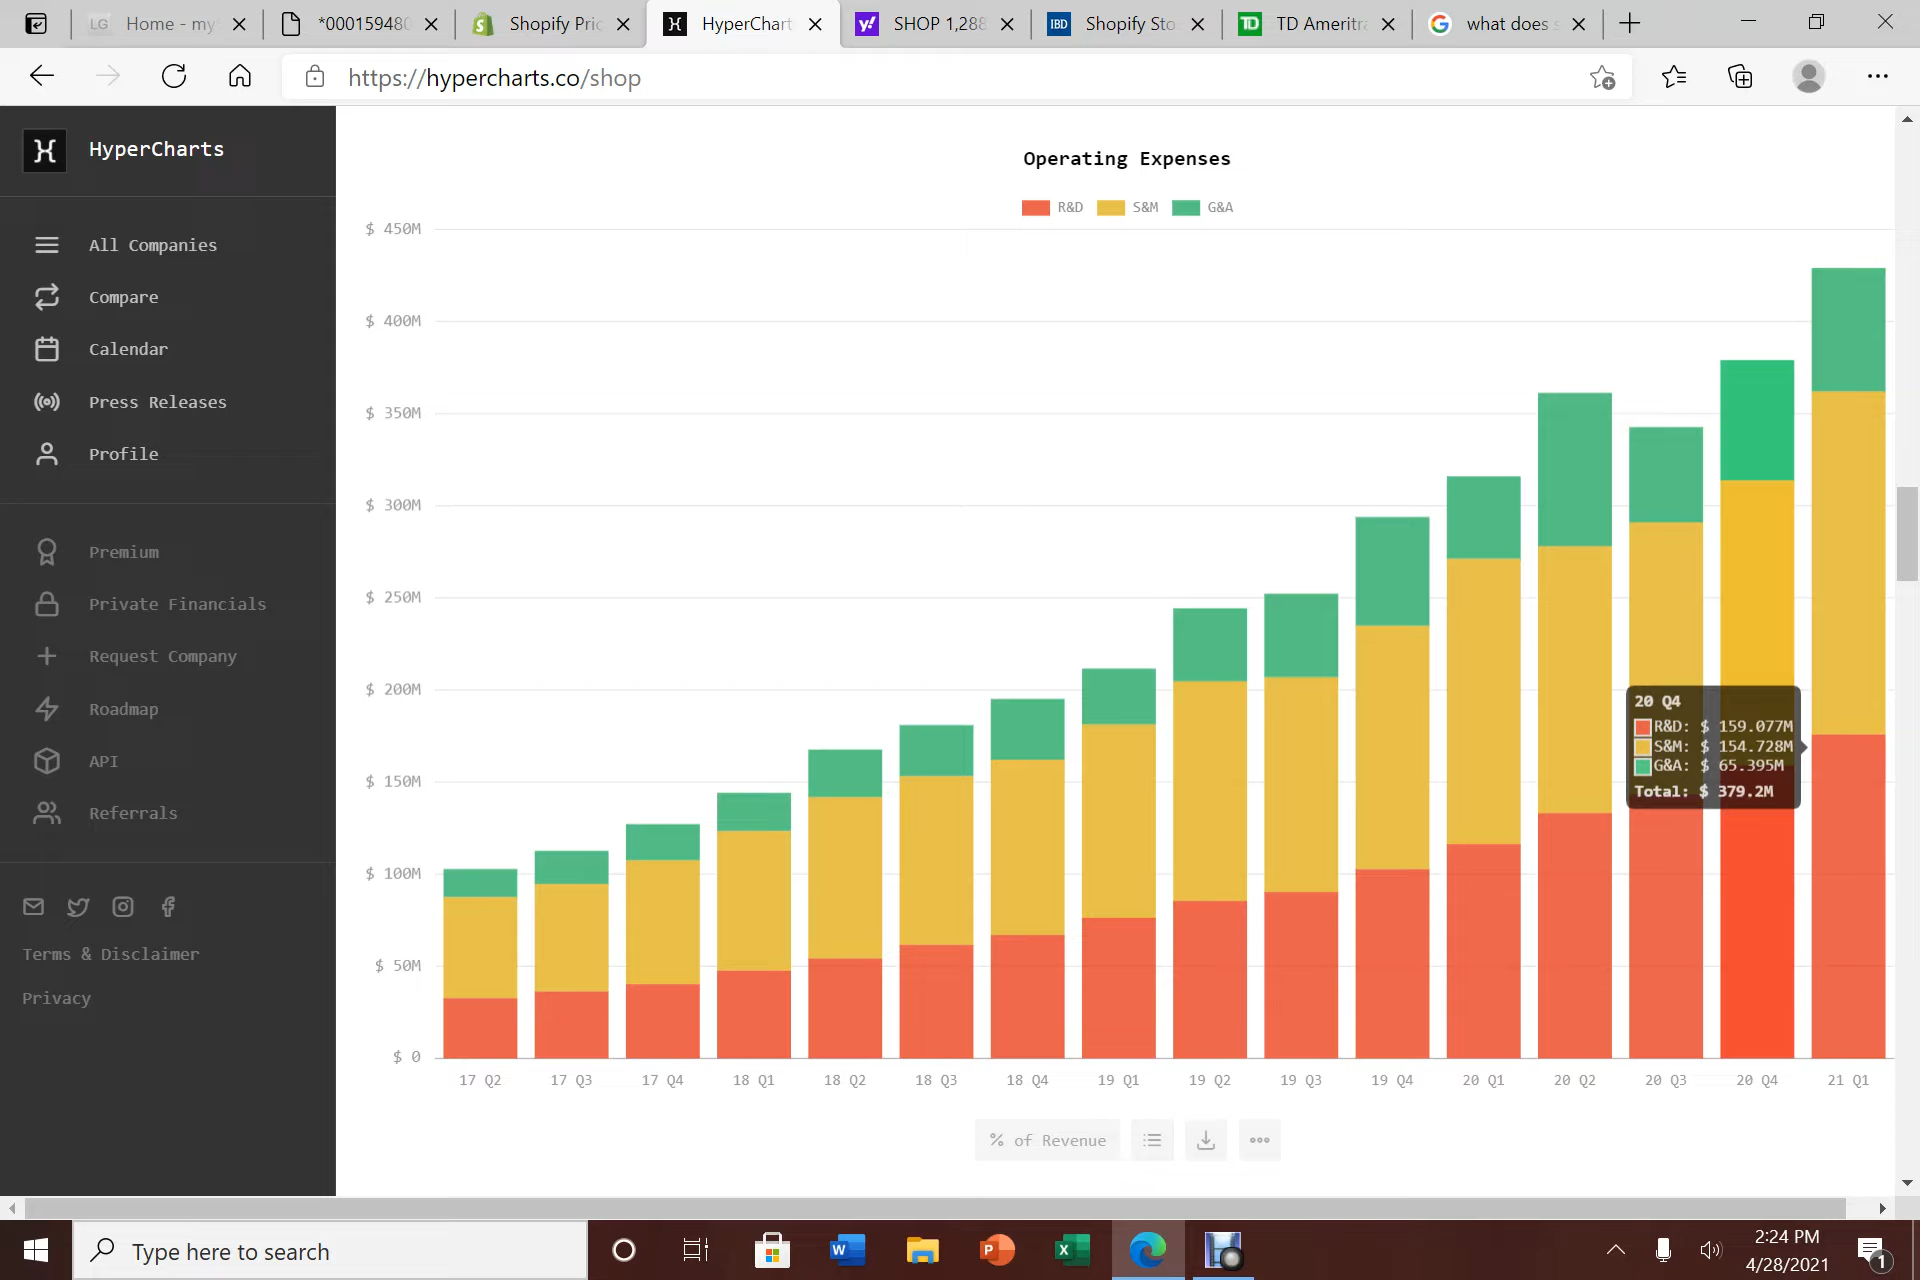 Home - my
*000159480
Shopify Pric
HyperChart
SHOP 1,288
Shopify Sto
TD Ameritra
what does s
https://hypercharts.co/shop
HyperCharts
All Companies
Compare
Calendar
Press Releases
Profile
Premium
Private Financials
Request Company
Roadmap
API
Referrals
Terms & Disclaimer
Privacy
Operating Expenses
R&D S&M G&A
$ 450M
$ 400M
$ 350M
$ 300M
$ 250M
$ 200M
$ 150M
$ 100M
$ 50M
$ 0
20 Q4
R&D: $ 159.077M
S&M: $ 154.728M
G&A: $ 65.395M
Total: $ 379.2M
17 Q2 17 Q3 17 Q4 18 Q1 18 Q2 18 Q3 18 Q4 19 Q1 19 Q2 19 Q3 19 Q4 20 Q1 20 Q2 20 Q3 20 Q4 21 Q1
% of Revenue
Type here to search
2:24 PM
4/28/2021
1